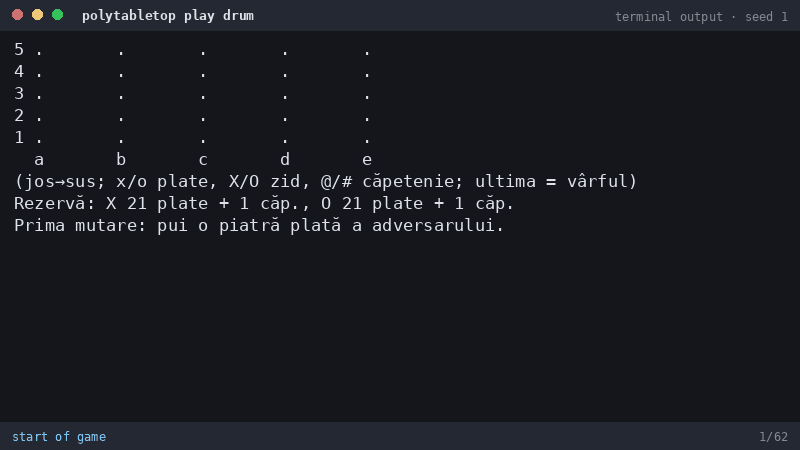 polytabletop play drum
terminal output · seed 1
5 . . . . .
4 . . . . .
3 . . . . .
2 . . . . .
1 . . . . .
a b c d e
(jos→sus; x/o plate, X/O zid, @/# căpetenie; ultima = vârful)
Rezervă: X 21 plate + 1 căp., O 21 plate + 1 căp.
Prima mutare: pui o piatră plată a adversarului.
start of game
1/62